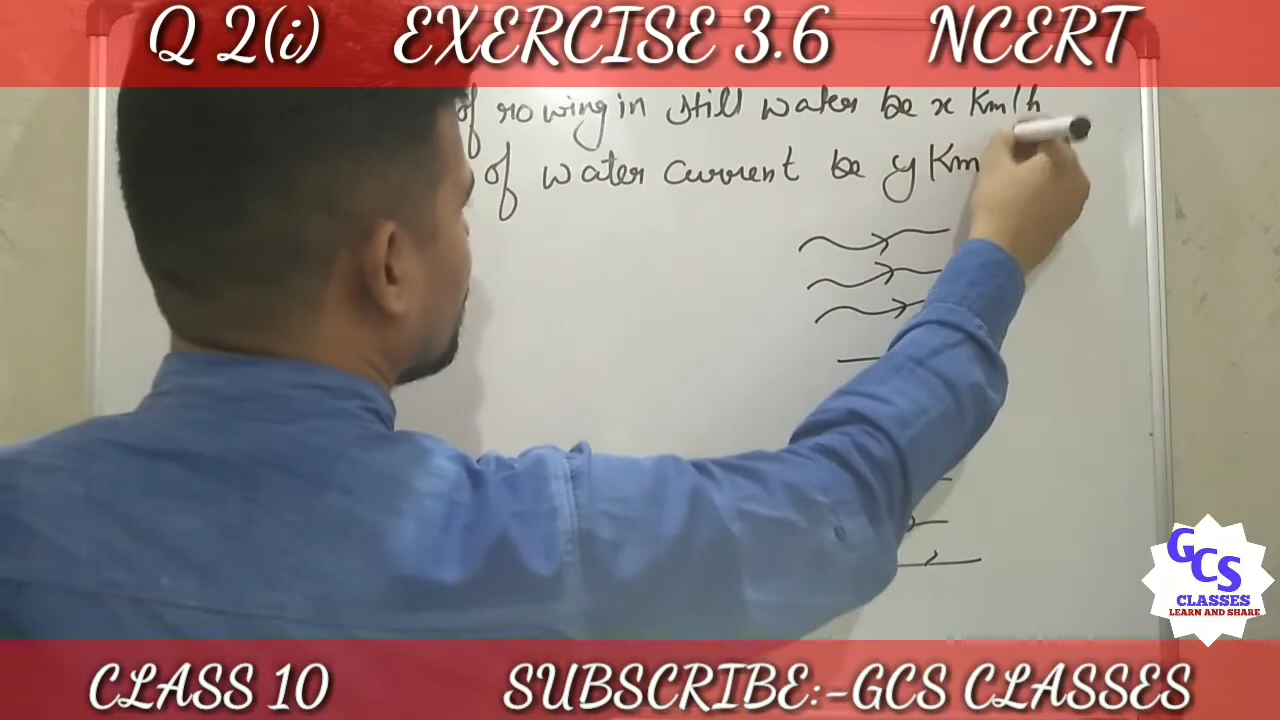 Q 2(i) EXERCISE 3.6 NCERT
of rowing in still water be x Km/h
of water current be y Km
GCS
CLASSES
LEARN AND SHARE
CLASS 10 SUBSCRIBE:-GCS CLASSES